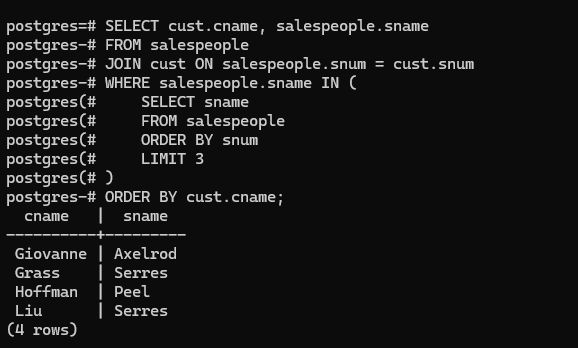 postgres=# SELECT cust.cname, salespeople.sname
postgres-# FROM salespeople
postgres-# JOIN cust ON salespeople.snum = cust.snum
postgres-# WHERE salespeople.sname IN (
postgres(#     SELECT sname
postgres(#     FROM salespeople
postgres(#     ORDER BY snum
postgres(#     LIMIT 3
postgres(# )
postgres-# ORDER BY cust.cname;
  cname   |  sname
----------+---------
 Giovanne | Axelrod
 Grass    | Serres
 Hoffman  | Peel
 Liu      | Serres
(4 rows)